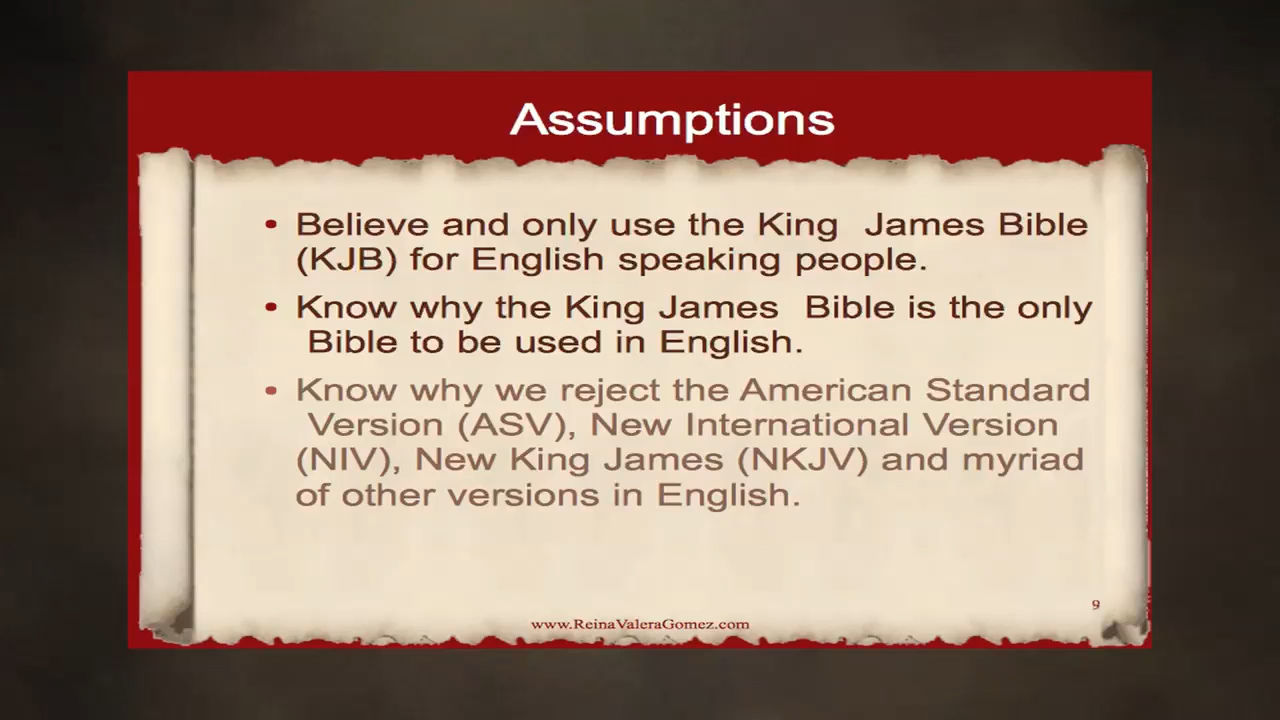 Assumptions
• Believe and only use the King James Bible
(KJB) for English speaking people.
• Know why the King James Bible is the only
Bible to be used in English.
• Know why we reject the American Standard
Version (ASV), New International Version
(NIV), New King James (NKJV) and myriad
of other versions in English.
9
www.ReinaValeraGomez.com